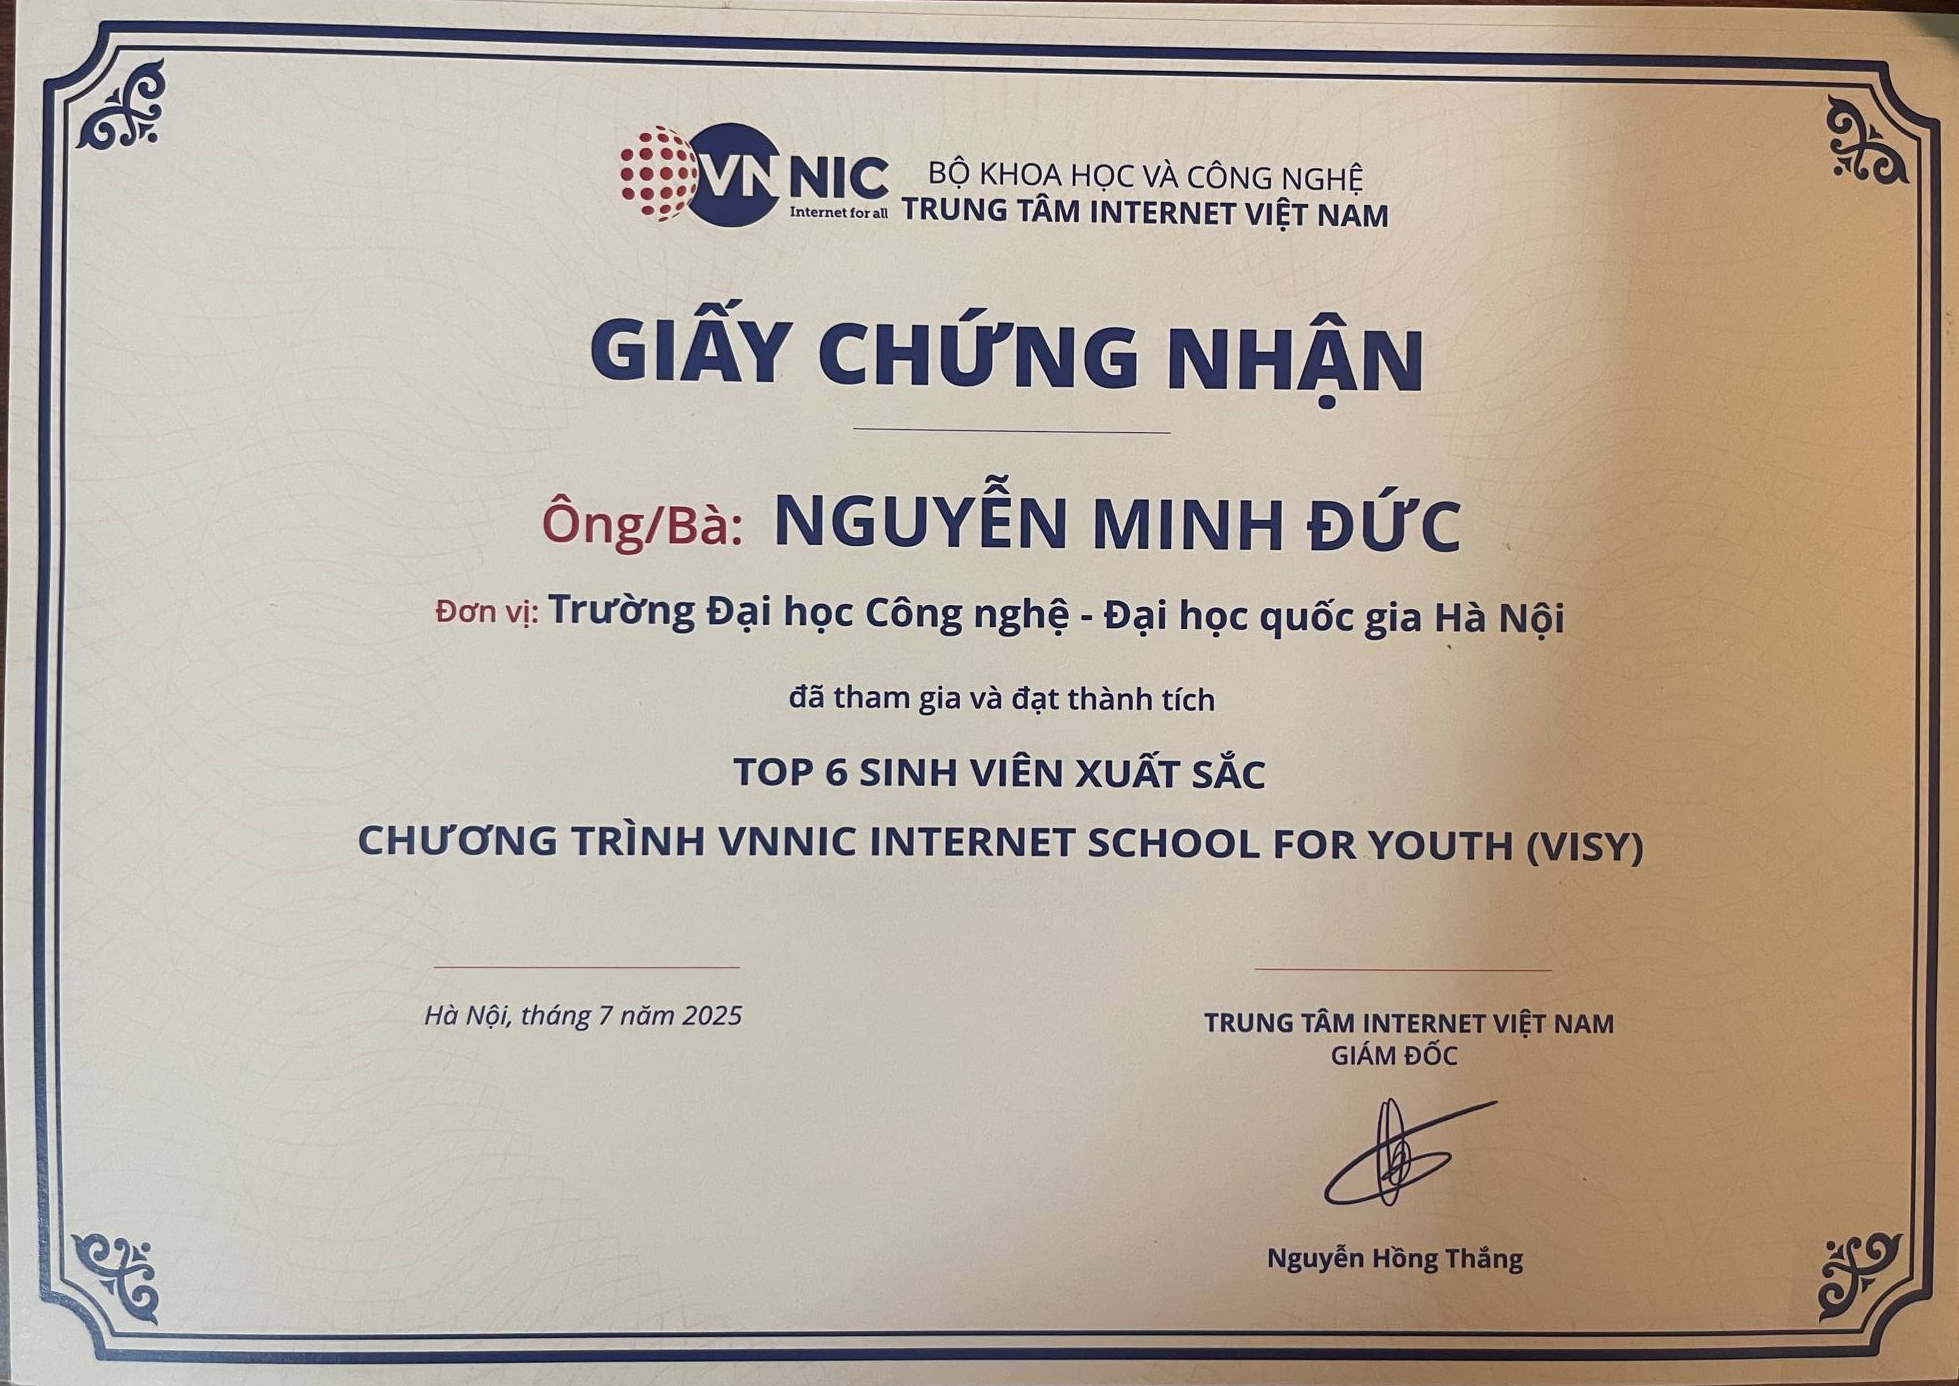 VNNIC
Internet for all
BỘ KHOA HỌC VÀ CÔNG NGHỆ
TRUNG TÂM INTERNET VIỆT NAM
GIẤY CHỨNG NHẬN
Ông/Bà: NGUYỄN MINH ĐỨC
Đơn vị: Trường Đại học Công nghệ - Đại học quốc gia Hà Nội
đã tham gia và đạt thành tích
TOP 6 SINH VIÊN XUẤT SẮC
CHƯƠNG TRÌNH VNNIC INTERNET SCHOOL FOR YOUTH (VISY)
Hà Nội, tháng 7 năm 2025
TRUNG TÂM INTERNET VIỆT NAM
GIÁM ĐỐC
Nguyễn Hồng Thắng